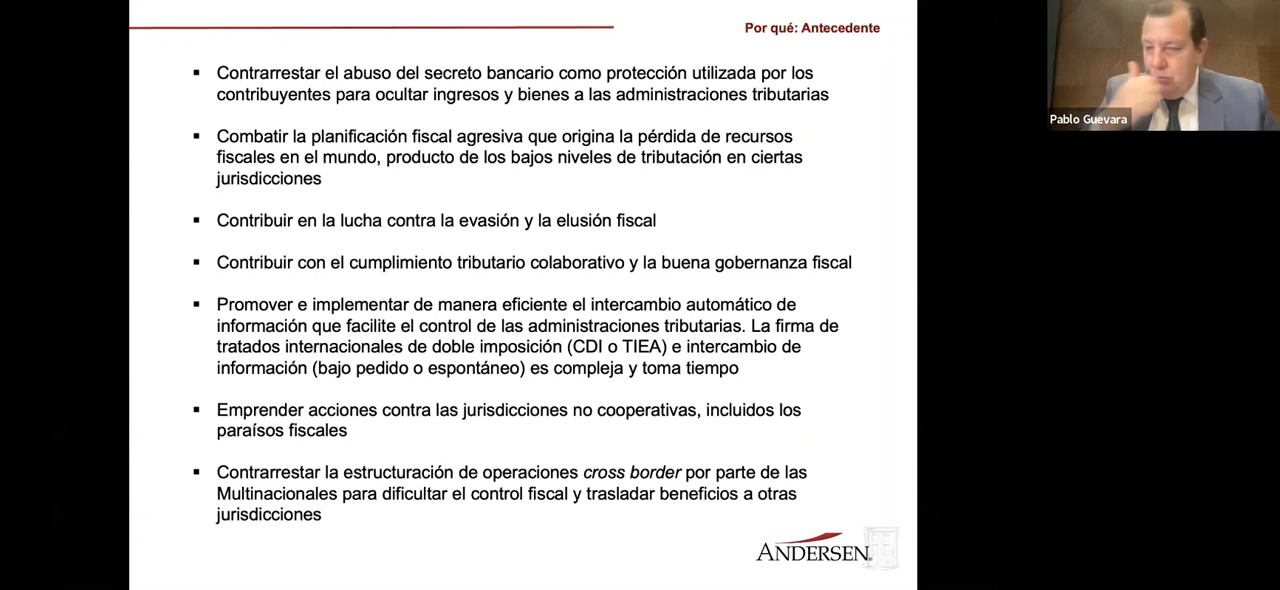 Por qué: Antecedente
▪ Contrarrestar el abuso del secreto bancario como protección utilizada por los
contribuyentes para ocultar ingresos y bienes a las administraciones tributarias
▪ Combatir la planificación fiscal agresiva que origina la pérdida de recursos
fiscales en el mundo, producto de los bajos niveles de tributación en ciertas
jurisdicciones
▪ Contribuir en la lucha contra la evasión y la elusión fiscal
▪ Contribuir con el cumplimiento tributario colaborativo y la buena gobernanza fiscal
▪ Promover e implementar de manera eficiente el intercambio automático de
información que facilite el control de las administraciones tributarias. La firma de
tratados internacionales de doble imposición (CDI o TIEA) e intercambio de
información (bajo pedido o espontáneo) es compleja y toma tiempo
▪ Emprender acciones contra las jurisdicciones no cooperativas, incluidos los
paraísos fiscales
▪ Contrarrestar la estructuración de operaciones cross border por parte de las
Multinacionales para dificultar el control fiscal y trasladar beneficios a otras
jurisdicciones
ANDERSEN®
Pablo Guevara